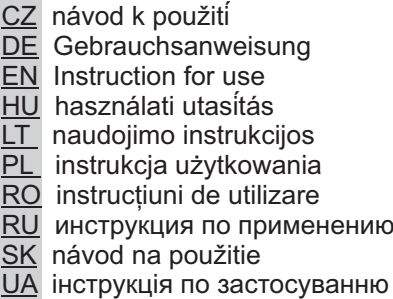 CZ návod k použití
DE Gebrauchsanweisung
EN Instruction for use
HU használati utasítás
LT naudojimo instrukcijos
PL instrukcja użytkowania
RO instrucțiuni de utilizare
RU инструкция по применению
SK návod na použitie
UA інструкція по застосуванню